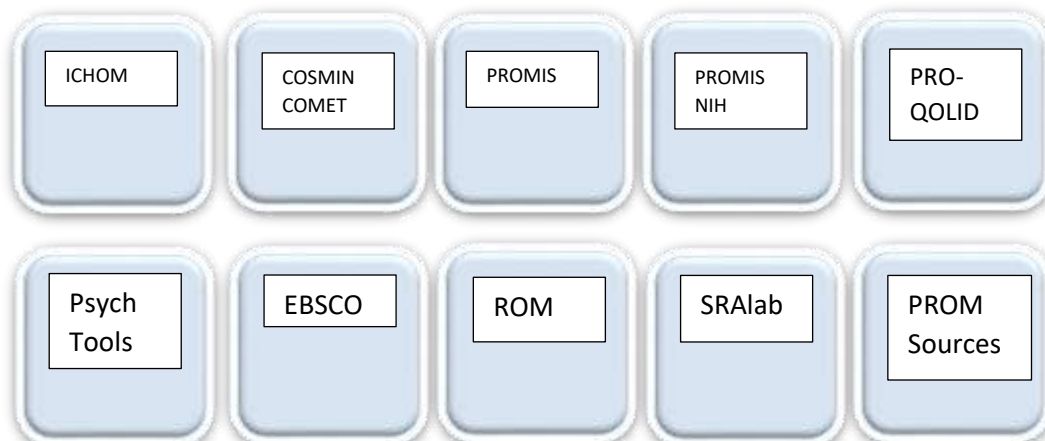 ICHOM
COSMIN
COMET
PROMIS
PROMIS
NIH
PRO-
QOLID
Psych
Tools
EBSCO
ROM
SRAlab
PROM
Sources